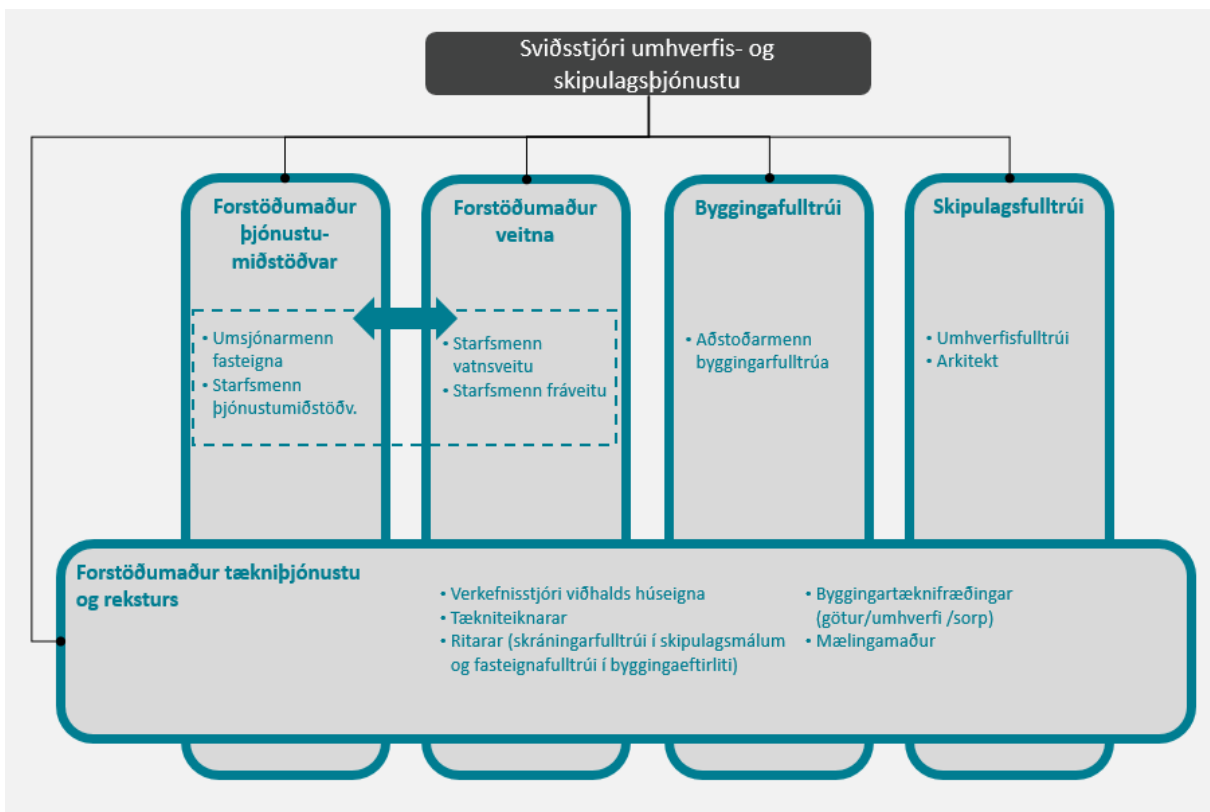 Sviðsstjóri umhverfis- og
skipulagsþjónustu
Forstöðumaður
þjónustu-
miðstöðvar
• Umsjónarmenn
fasteigna
• Starfsmenn
þjónustumiðstöðv.
Forstöðumaður
veitna
• Starfsmenn
vatnsveitu
• Starfsmenn fráveitu
Byggingafulltrúi
• Aðstoðarmenn
byggingarfulltrúa
Skipulagsfulltrúi
• Umhverfisfulltrúi
• Arkitekt
Forstöðumaður tækniþjónustu
og reksturs
• Verkefnisstjóri viðhalds húseigna
• Tækniteiknarar
• Ritarar (skráningarfulltrúi í skipulagsmálum
og fasteignafulltrúi í byggingaeftirliti)
• Byggingartæknifræðingar
(götur/umhverfi /sorp)
• Mælingamaður